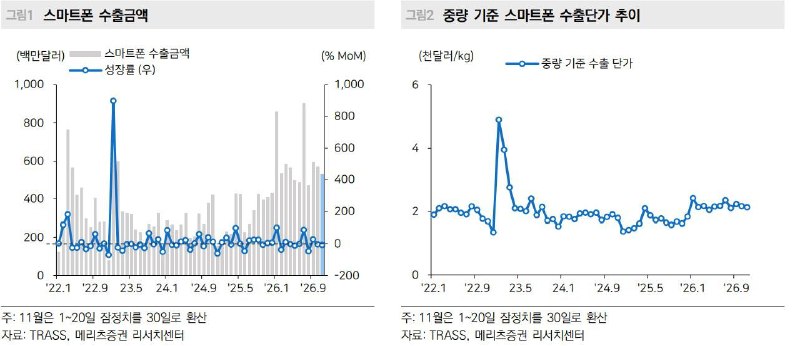 그림1 스마트폰 수출금액
(백만달러)
스마트폰 수출금액
성장률 (우)
(% MoM)
1,000
800
600
400
200
0
1,000
800
600
400
200
0
-200
'22.1
'22.9
'23.5
24.1
'24.9
'25.5
'26.1
'26.9
주: 11월은 1~20일 잠정치를 30일로 환산
자료: TRASS, 메리츠증권 리서치센터
그림2 중량 기준 스마트폰 수출단가 추이
(천달러/kg)
중량 기준 수출 단가
6
4
2
0
'22.1
'22.9
'23.5
24.1
'24.9
'25.5
'26.1
'26.9
주: 11월은 1~20일 잠정치를 30일로 환산
자료: TRASS, 메리츠증권 리서치센터